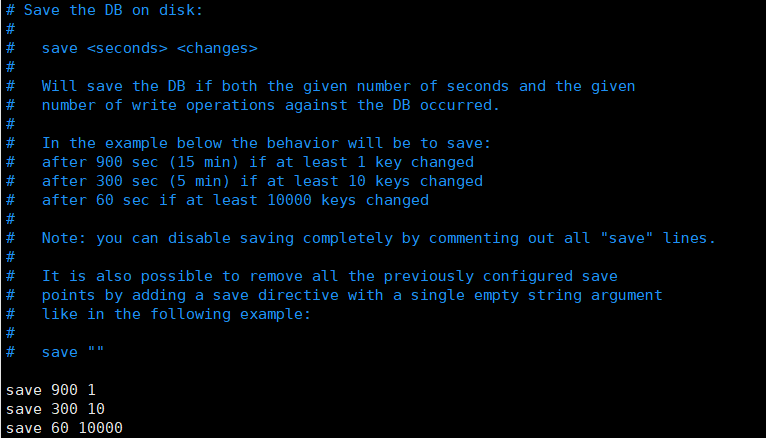 # Save the DB on disk:
#
#   save <seconds> <changes>
#
#   Will save the DB if both the given number of seconds and the given
#   number of write operations against the DB occurred.
#
#   In the example below the behavior will be to save:
#   after 900 sec (15 min) if at least 1 key changed
#   after 300 sec (5 min) if at least 10 keys changed
#   after 60 sec if at least 10000 keys changed
#
#   Note: you can disable saving completely by commenting out all "save" lines.
#
#   It is also possible to remove all the previously configured save
#   points by adding a save directive with a single empty string argument
#   like in the following example:
#
#   save ""

save 900 1
save 300 10
save 60 10000